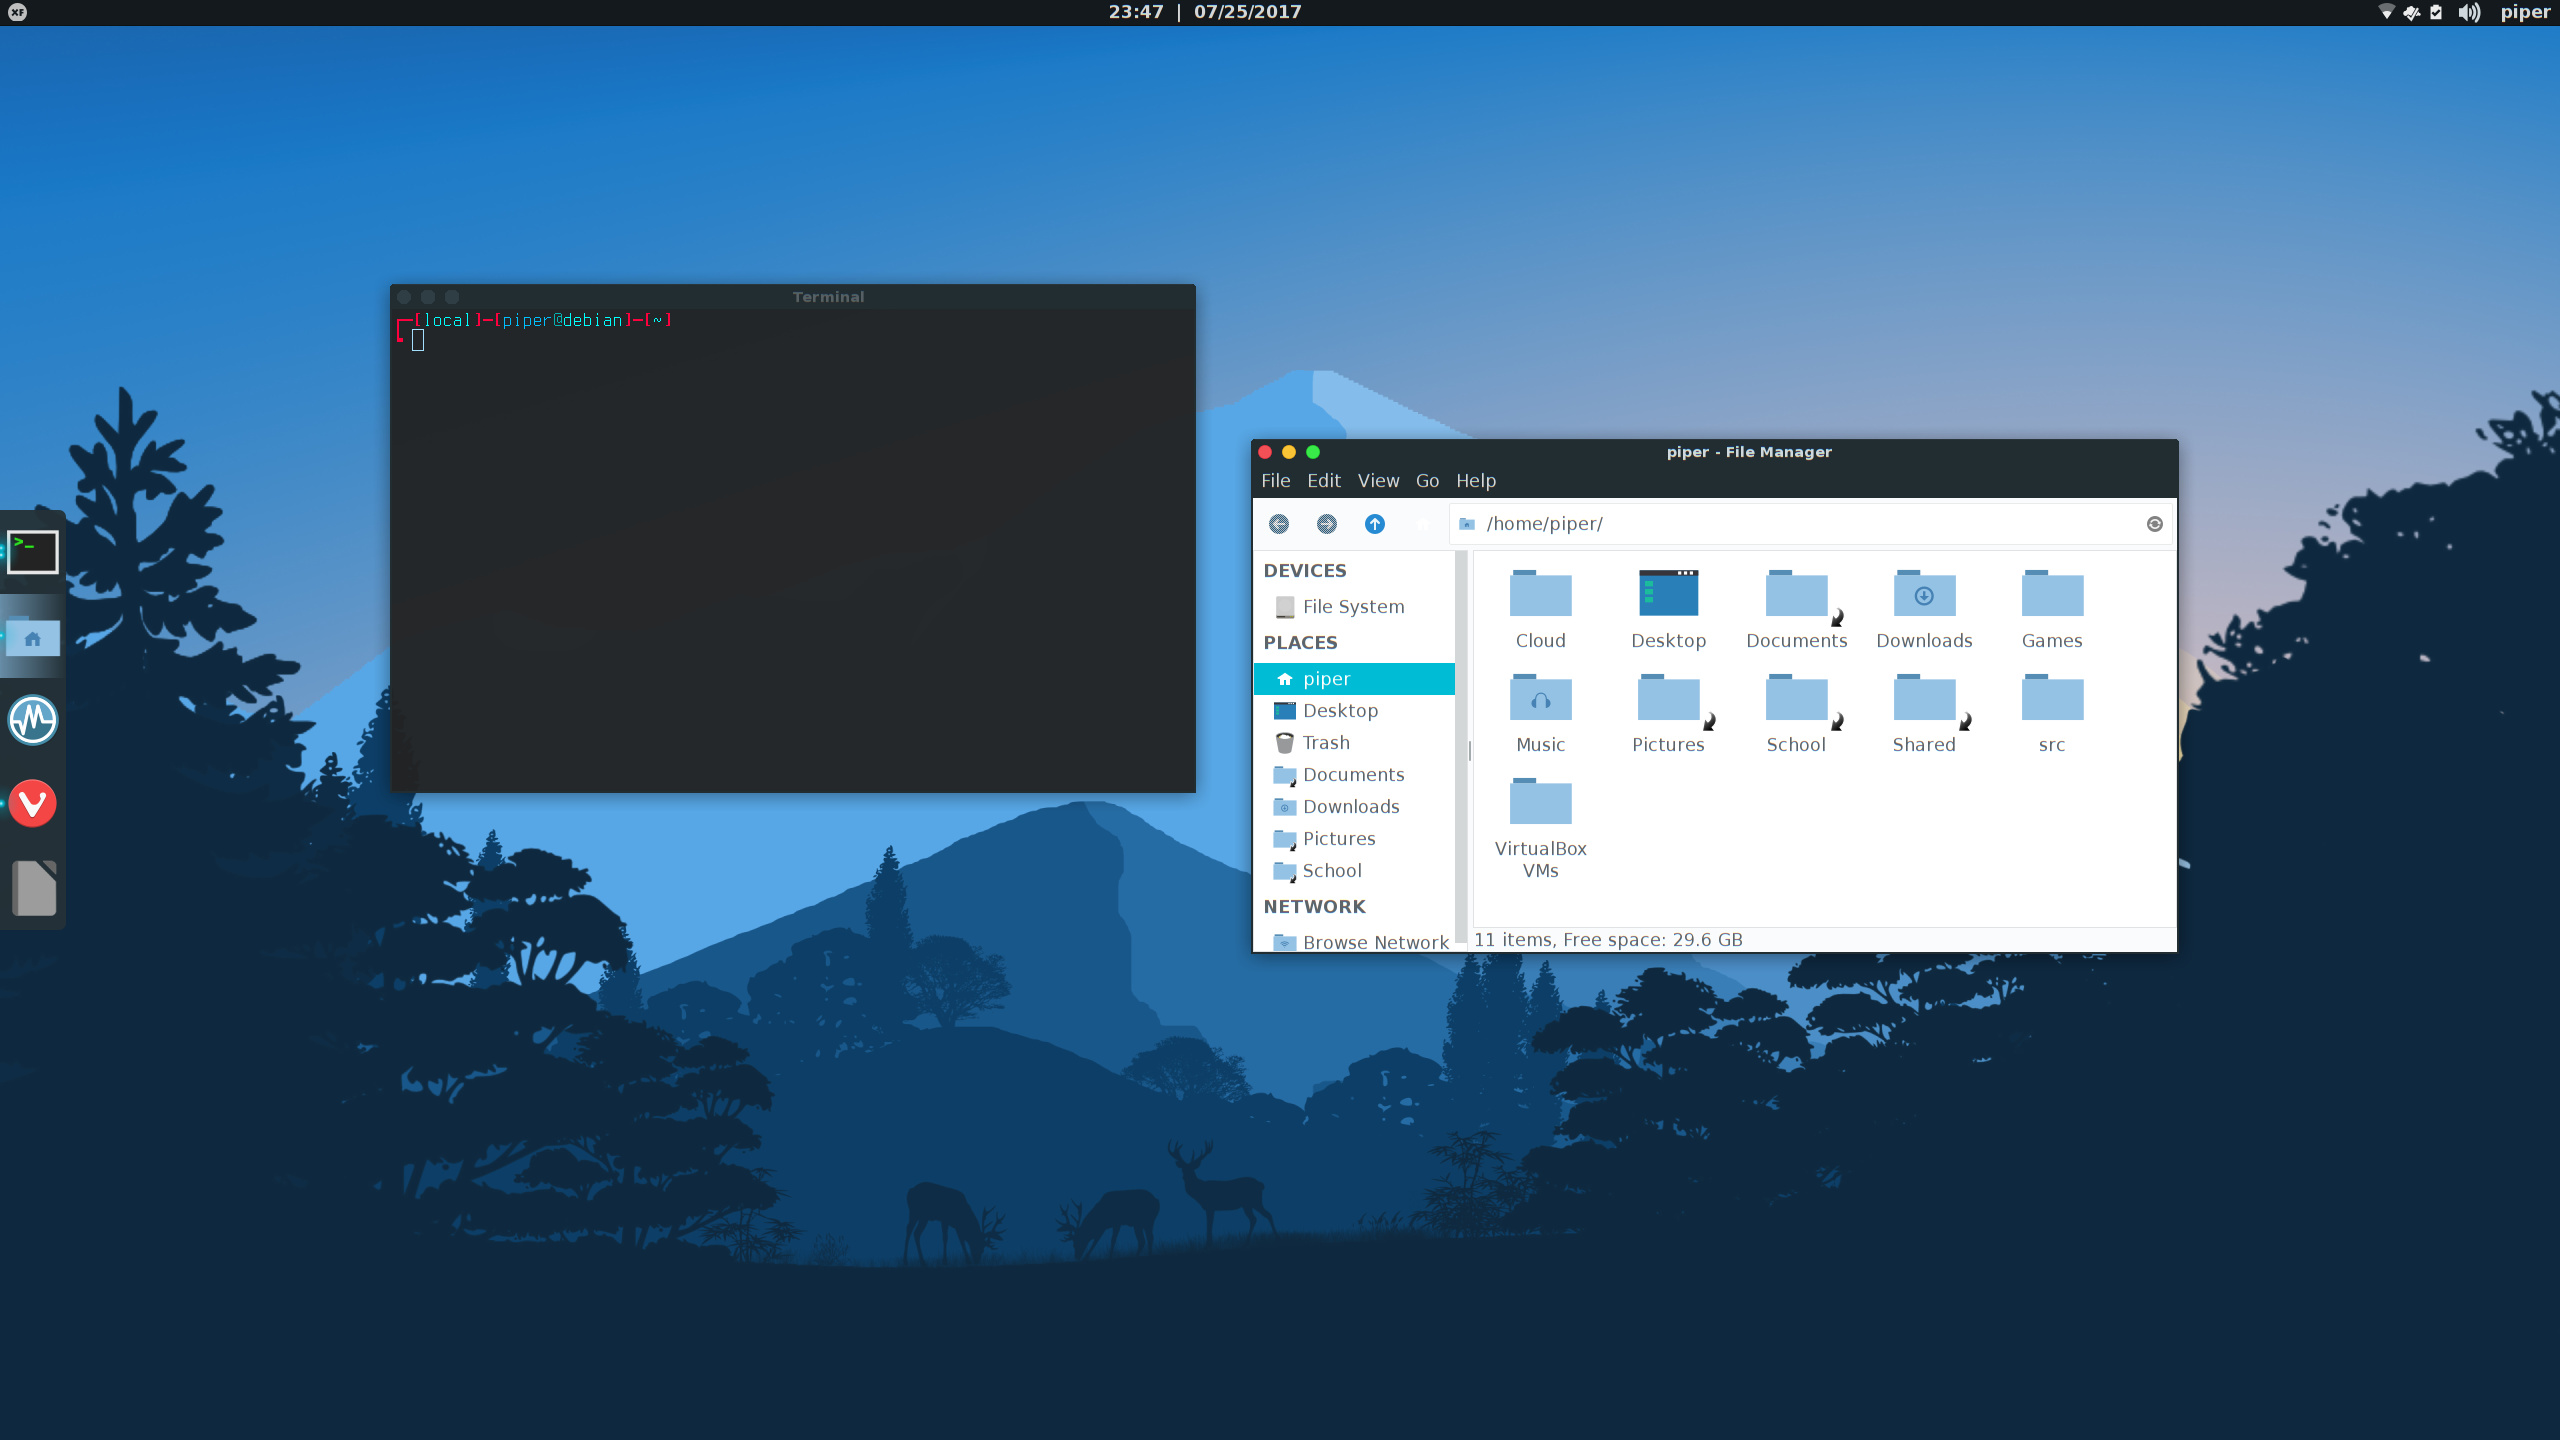 23:47 | 07/25/2017
piper
Terminal
[local]─[piper@debian]─[~]
>_
piper - File Manager
File Edit View Go Help
/home/piper/
DEVICES
File System
PLACES
piper
Desktop
Trash
Documents
Downloads
Pictures
School
NETWORK
Browse Network
Cloud
Desktop
Documents
Downloads
Games
Music
Pictures
School
Shared
src
VirtualBox
VMs
11 items, Free space: 29.6 GB